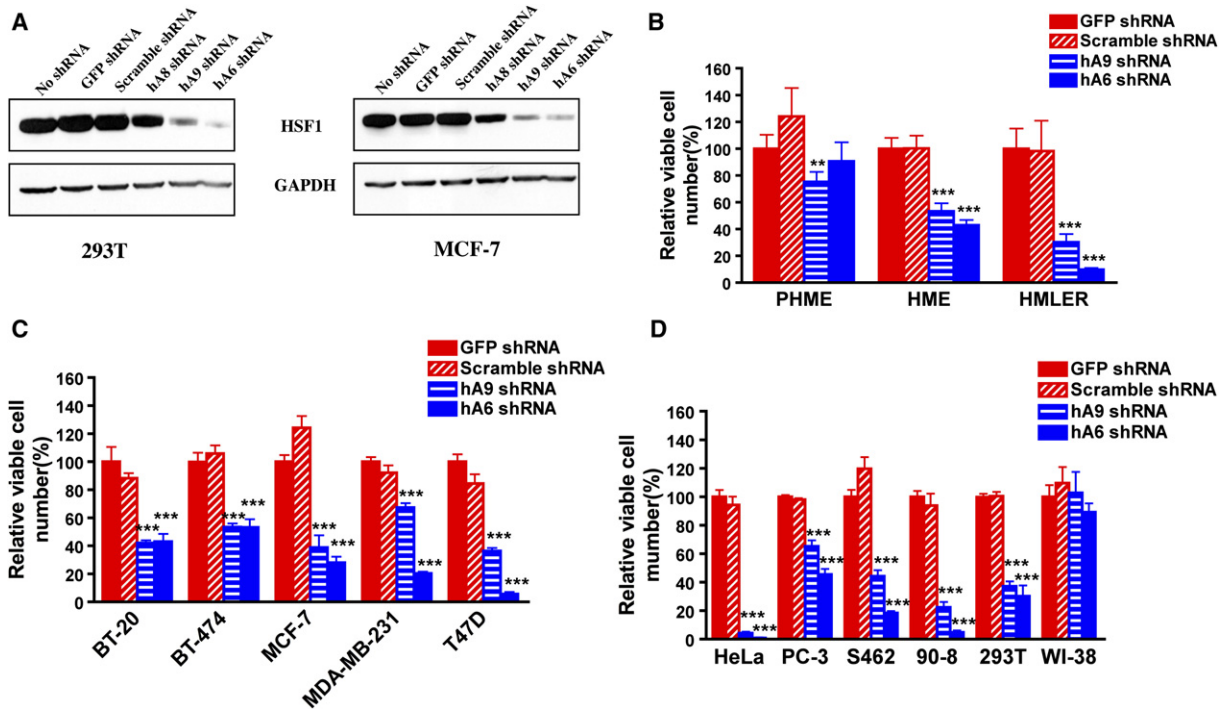 A
No shRNA
GFP shRNA
Scramble shRNA
hA8 shRNA
hA9 shRNA
hA6 shRNA
No shRNA
GFP shRNA
Scramble shRNA
hA8 shRNA
hA9 shRNA
hA6 shRNA
HSF1
GAPDH
293T
MCF-7
B
GFP shRNA
Scramble shRNA
hA9 shRNA
hA6 shRNA
Relative viable cell
number(%)
160
140
120
100
80
60
40
20
0
**
***
***
***
***
PHME
HME
HMLER
C
GFP shRNA
Scramble shRNA
hA9 shRNA
hA6 shRNA
Relative viable cell
number(%)
160
140
120
100
80
60
40
20
0
***
***
***
***
***
***
***
***
***
***
BT-20
BT-474
MCF-7
MDA-MB-231
T47D
D
GFP shRNA
Scramble shRNA
hA9 shRNA
hA6 shRNA
Relative viable cell
mumber(%)
160
140
120
100
80
60
40
20
0
***
***
***
***
***
***
***
***
***
***
HeLa
PC-3
S462
90-8
293T
WI-38